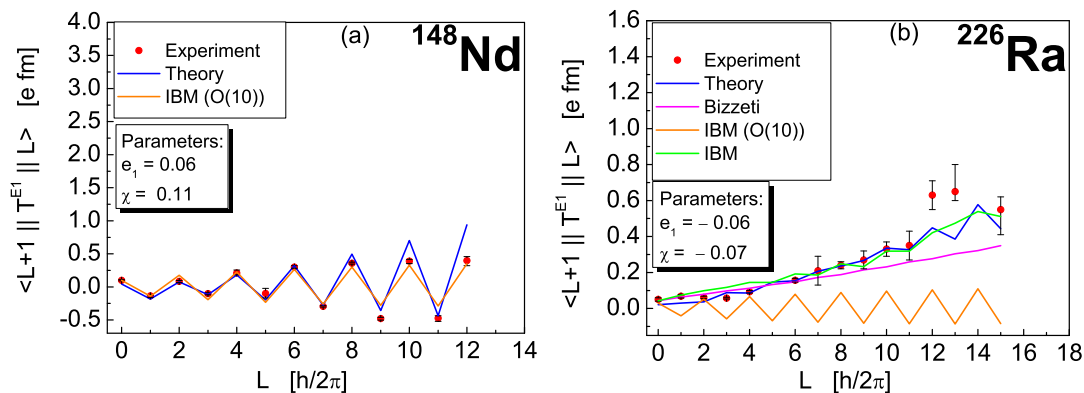 (a)
¹⁴⁸Nd
Experiment
Theory
IBM (O(10))
Parameters:
e₁ = 0.06
χ = 0.11
<L+1 || Tᴱ¹ || L> [e fm]
4.0
3.5
3.0
2.5
2.0
1.5
1.0
0.5
0.0
-0.5
0 2 4 6 8 10 12 14
L [h/2π]
(b)
²²⁶Ra
Experiment
Theory
Bizzeti
IBM (O(10))
IBM
Parameters:
e₁ = − 0.06
χ = − 0.07
<L+1 || Tᴱ¹ || L> [e fm]
1.6
1.4
1.2
1.0
0.8
0.6
0.4
0.2
0.0
0 2 4 6 8 10 12 14 16 18
L [h/2π]